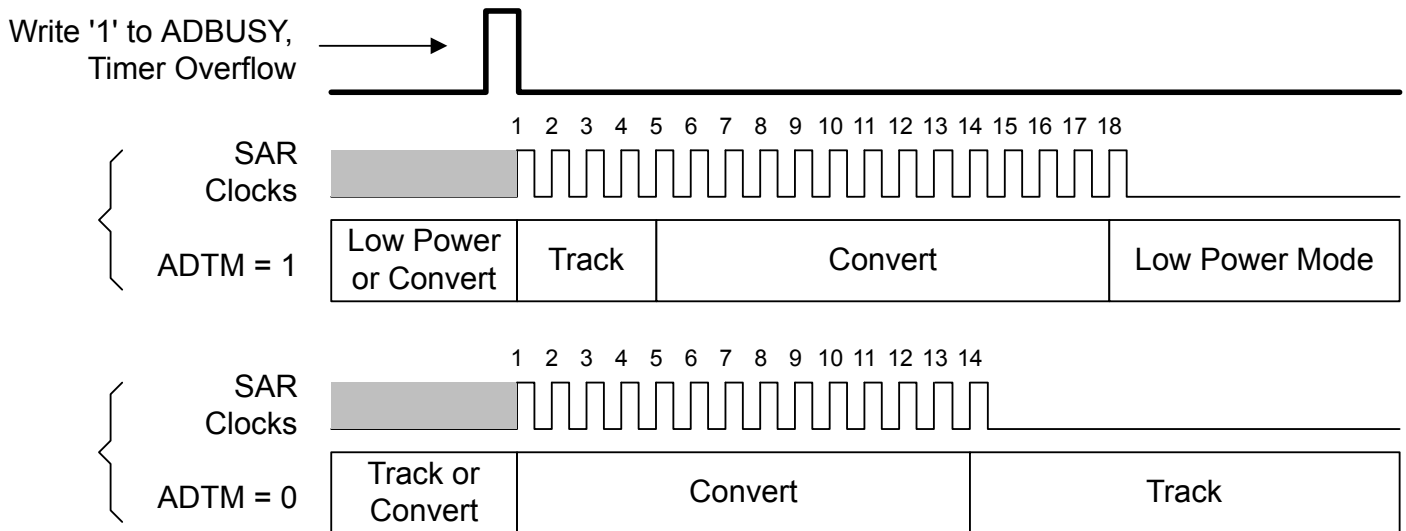 Write '1' to ADBUSY,
Timer Overflow
1 2 3 4 5 6 7 8 9 10 11 12 13 14 15 16 17 18
SAR
Clocks
ADTM = 1
Low Power
or Convert
Track
Convert
Low Power Mode
1 2 3 4 5 6 7 8 9 10 11 12 13 14
SAR
Clocks
ADTM = 0
Track or
Convert
Convert
Track